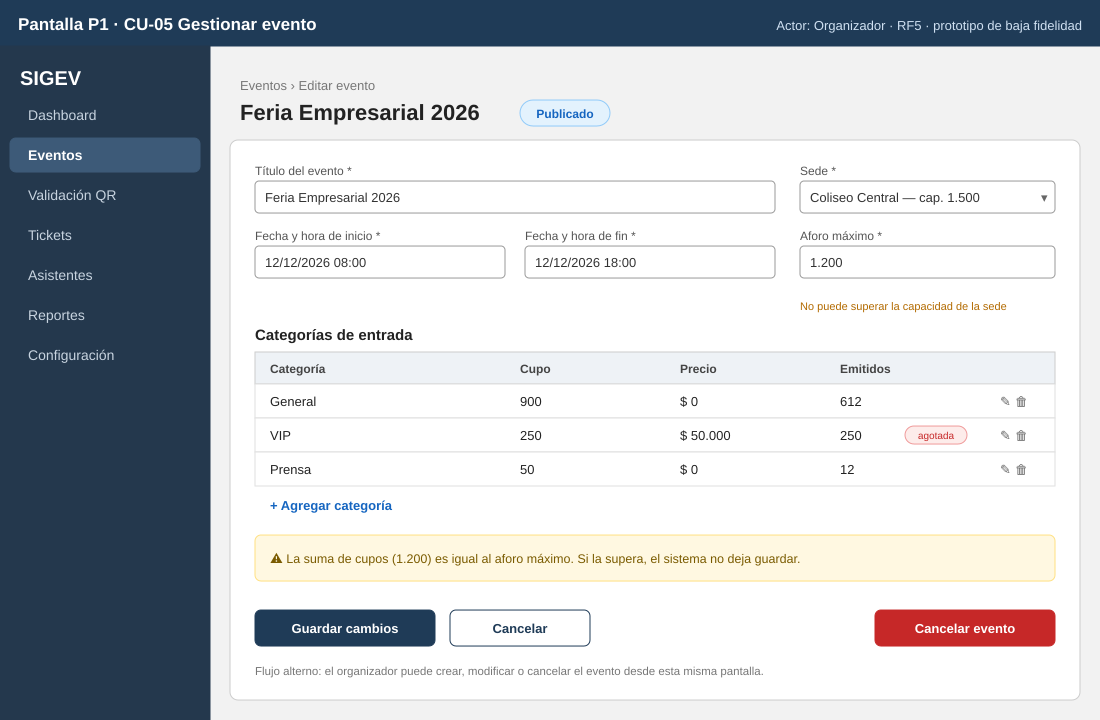 Pantalla P1 · CU-05 Gestionar evento
Actor: Organizador · RF5 · prototipo de baja fidelidad
SIGEV
Dashboard
Eventos
Validación QR
Tickets
Asistentes
Reportes
Configuración
Eventos › Editar evento
Feria Empresarial 2026
Publicado
Título del evento *
Sede *
Feria Empresarial 2026
Coliseo Central — cap. 1.500 ▾
Fecha y hora de inicio *
Fecha y hora de fin *
Aforo máximo *
12/12/2026 08:00
12/12/2026 18:00
1.200
No puede superar la capacidad de la sede
Categorías de entrada
Categoría Cupo Precio Emitidos
General 900 $ 0 612 ✎ 🗑
VIP 250 $ 50.000 250 agotada ✎ 🗑
Prensa 50 $ 0 12 ✎ 🗑
+ Agregar categoría
⚠ La suma de cupos (1.200) es igual al aforo máximo. Si la supera, el sistema no deja guardar.
Guardar cambios
Cancelar
Cancelar evento
Flujo alterno: el organizador puede crear, modificar o cancelar el evento desde esta misma pantalla.